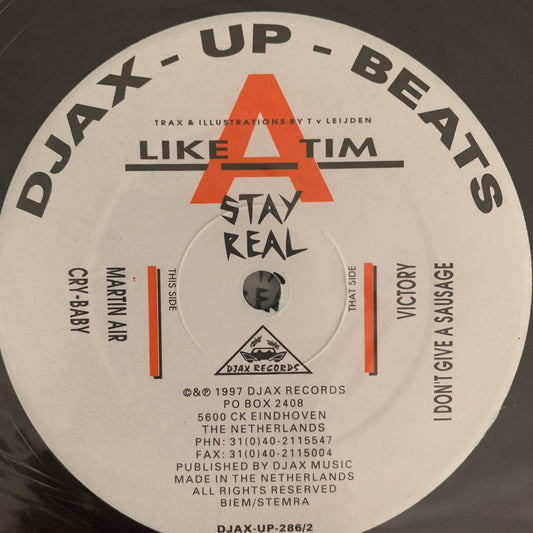 DJAX - UP - BEATS
TRAX & ILLUSTRATIONS BY T v LEIJDEN
A
LIKE TIM
STAY
REAL
THIS SIDE
MARTIN AIR
CRY-BABY
THAT SIDE
VICTORY
I DON'T GIVE A SAUSAGE
DJAX RECORDS
©&℗ 1997 DJAX RECORDS
PO BOX 2408
5600 CK EINDHOVEN
THE NETHERLANDS
PHN: 31(0)40-2115547
FAX: 31(0)40-2115004
PUBLISHED BY DJAX MUSIC
MADE IN THE NETHERLANDS
ALL RIGHTS RESERVED
BIEM/STEMRA
DJAX-UP-286/2